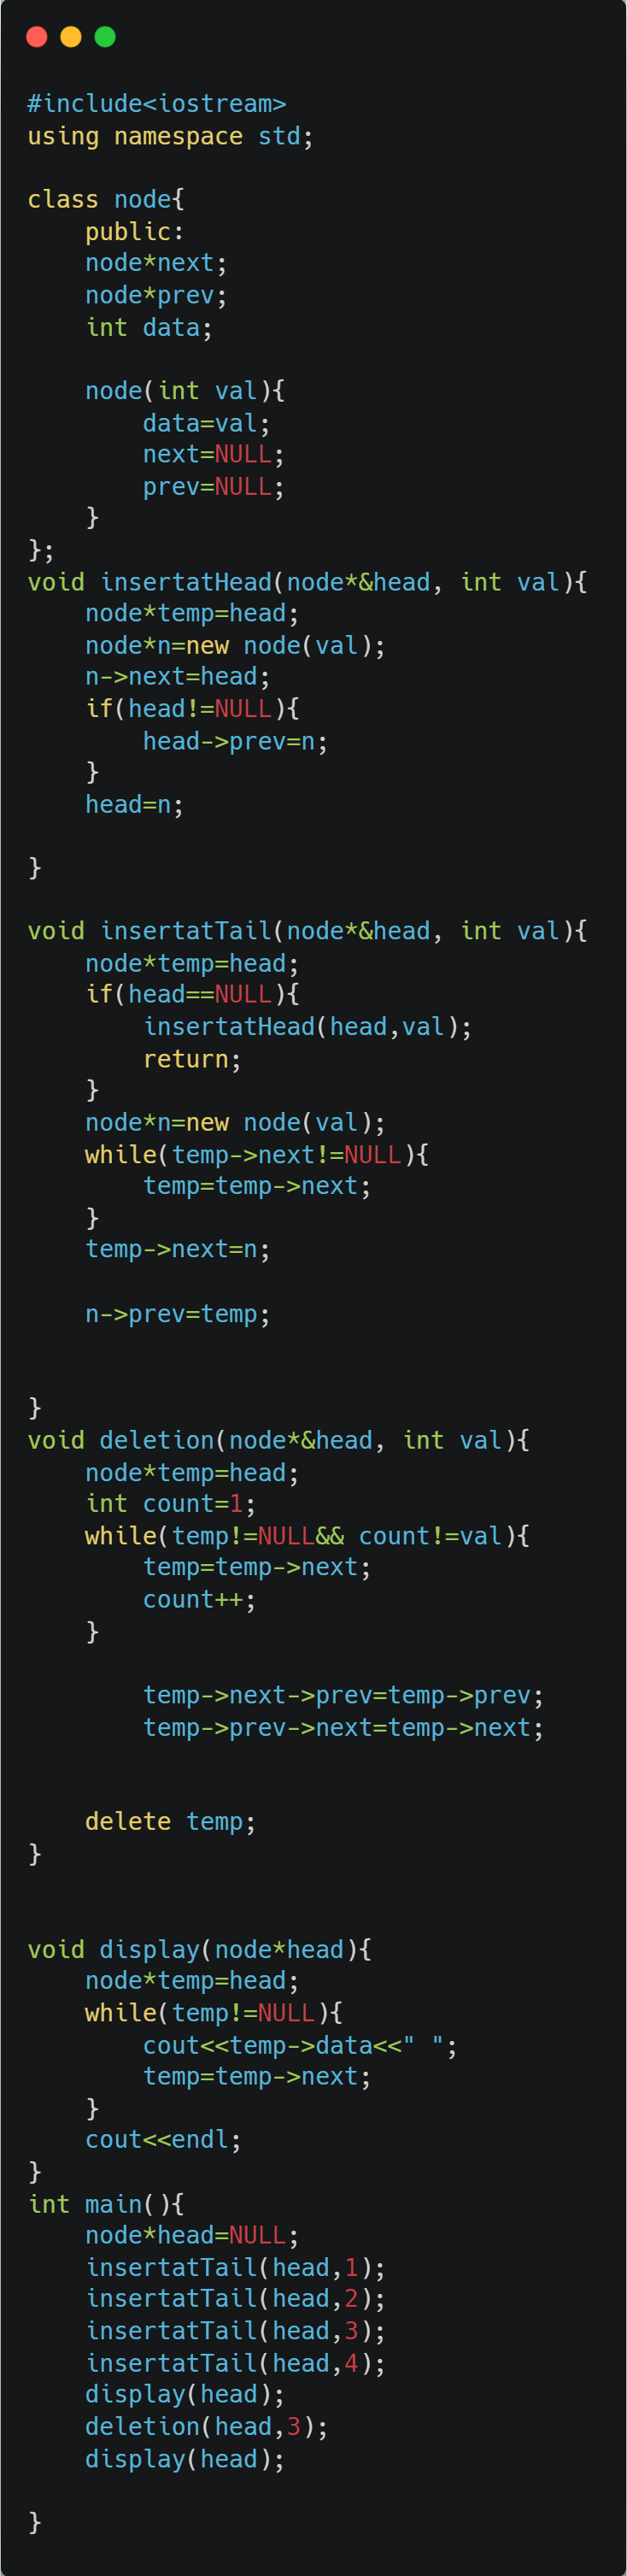 #include<iostream>
using namespace std;

class node{
    public:
    node*next;
    node*prev;
    int data;

    node(int val){
        data=val;
        next=NULL;
        prev=NULL;
    }
};
void insertatHead(node*&head, int val){
    node*temp=head;
    node*n=new node(val);
    n->next=head;
    if(head!=NULL){
        head->prev=n;
    }
    head=n;

}

void insertatTail(node*&head, int val){
    node*temp=head;
    if(head==NULL){
        insertatHead(head,val);
        return;
    }
    node*n=new node(val);
    while(temp->next!=NULL){
        temp=temp->next;
    }
    temp->next=n;

    n->prev=temp;


}
void deletion(node*&head, int val){
    node*temp=head;
    int count=1;
    while(temp!=NULL&& count!=val){
        temp=temp->next;
        count++;
    }

        temp->next->prev=temp->prev;
        temp->prev->next=temp->next;


    delete temp;
}


void display(node*head){
    node*temp=head;
    while(temp!=NULL){
        cout<<temp->data<<" ";
        temp=temp->next;
    }
    cout<<endl;
}
int main(){
    node*head=NULL;
    insertatTail(head,1);
    insertatTail(head,2);
    insertatTail(head,3);
    insertatTail(head,4);
    display(head);
    deletion(head,3);
    display(head);

}